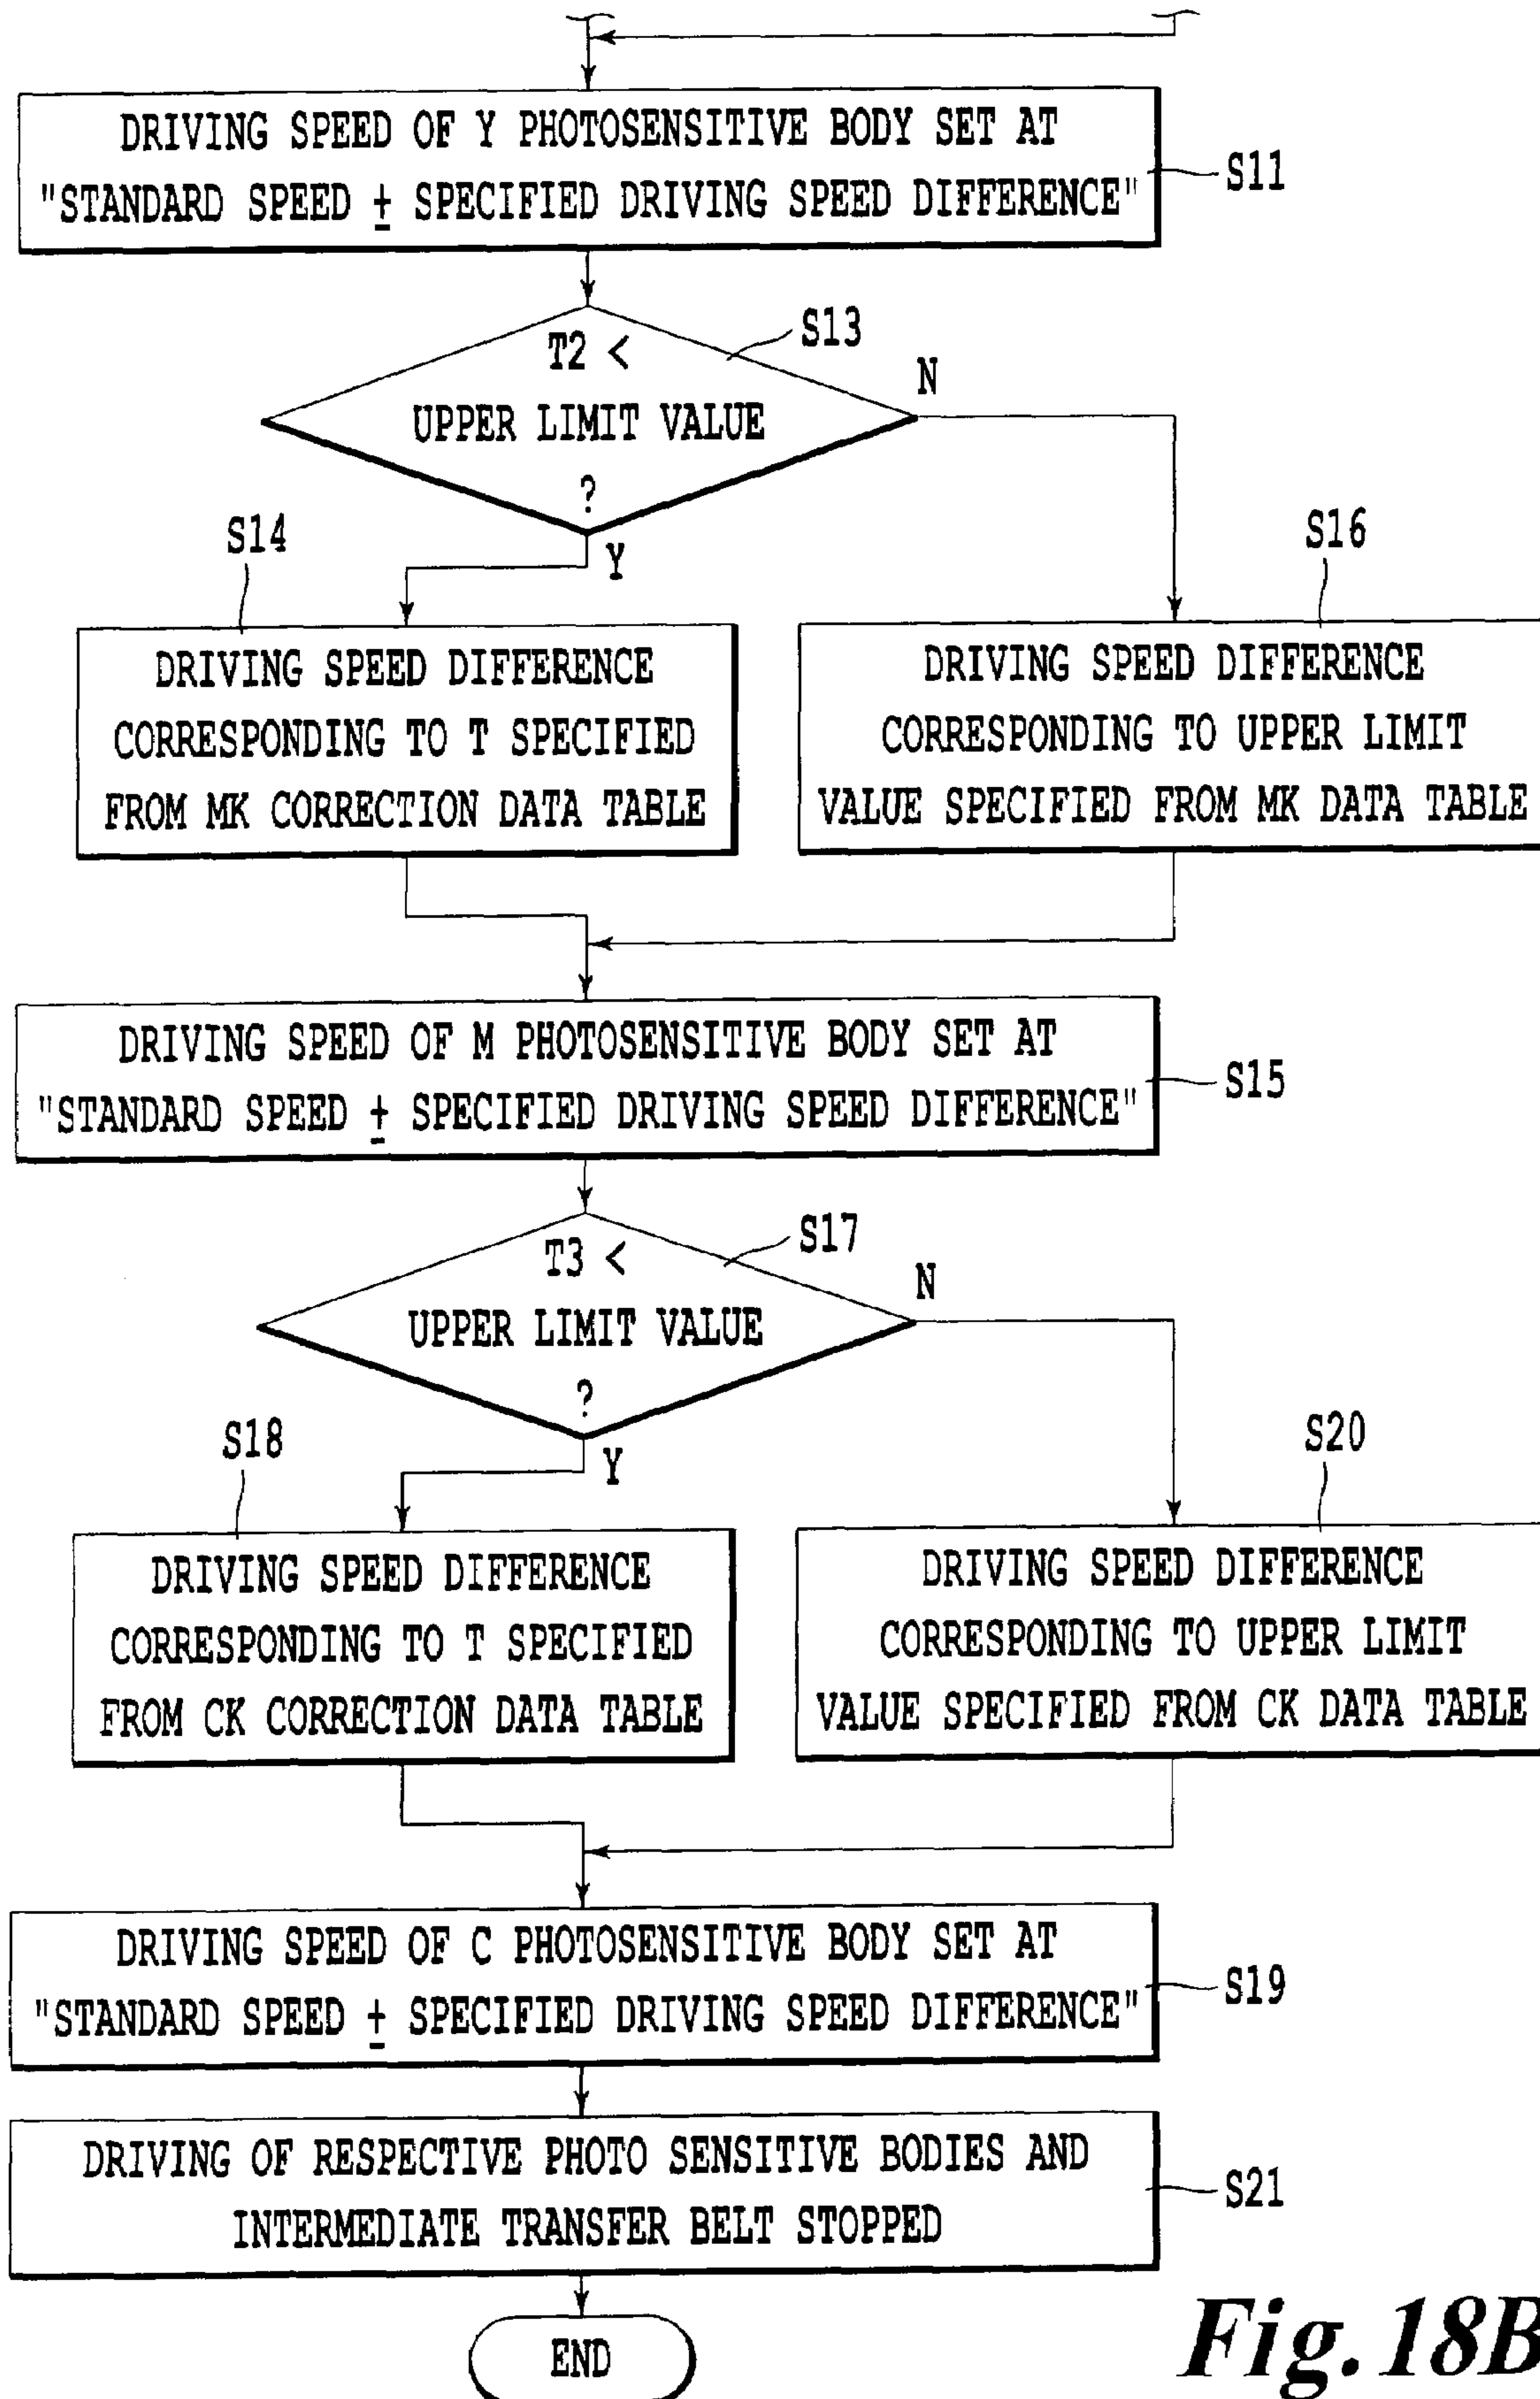 DRIVING SPEED OF Y PHOTOSENSITIVE BODY SET AT
"STANDARD SPEED ± SPECIFIED DRIVING SPEED DIFFERENCE"
S11
T2 <
UPPER LIMIT VALUE
?
S13
N
Y
S14
DRIVING SPEED DIFFERENCE
CORRESPONDING TO T SPECIFIED
FROM MK CORRECTION DATA TABLE
S16
DRIVING SPEED DIFFERENCE
CORRESPONDING TO UPPER LIMIT
VALUE SPECIFIED FROM MK DATA TABLE
DRIVING SPEED OF M PHOTOSENSITIVE BODY SET AT
"STANDARD SPEED ± SPECIFIED DRIVING SPEED DIFFERENCE"
S15
T3 <
UPPER LIMIT VALUE
?
S17
N
Y
S18
DRIVING SPEED DIFFERENCE
CORRESPONDING TO T SPECIFIED
FROM CK CORRECTION DATA TABLE
S20
DRIVING SPEED DIFFERENCE
CORRESPONDING TO UPPER LIMIT
VALUE SPECIFIED FROM CK DATA TABLE
DRIVING SPEED OF C PHOTOSENSITIVE BODY SET AT
"STANDARD SPEED ± SPECIFIED DRIVING SPEED DIFFERENCE"
S19
DRIVING OF RESPECTIVE PHOTO SENSITIVE BODIES AND
INTERMEDIATE TRANSFER BELT STOPPED
S21
END
Fig. 18B